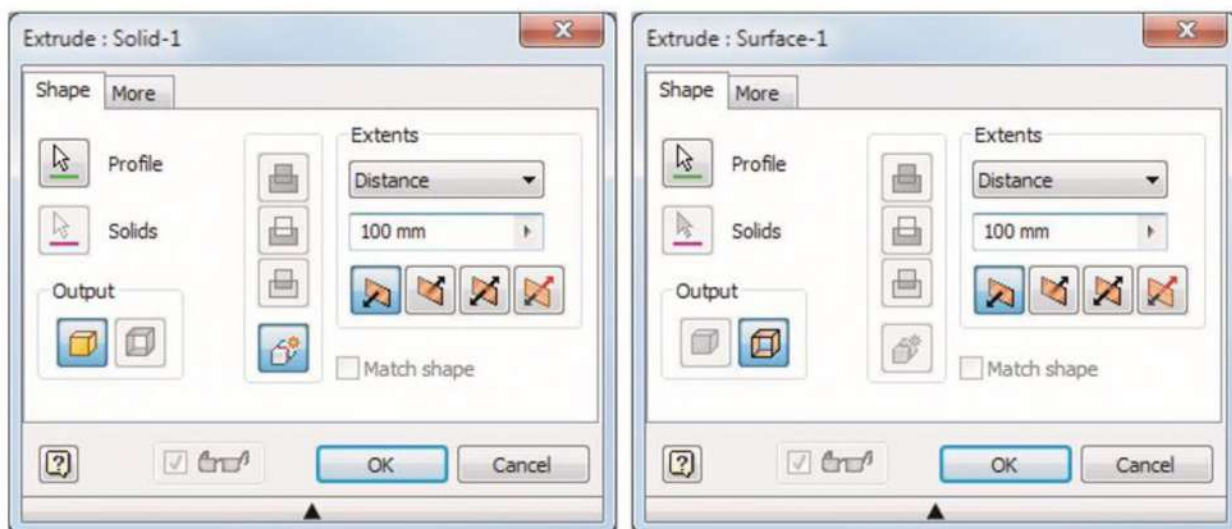 Extrude : Solid-1
Shape More
Profile
Solids
Output
Extents
Distance
100 mm
Match shape
OK Cancel
Extrude : Surface-1
Shape More
Profile
Solids
Output
Extents
Distance
100 mm
Match shape
OK Cancel